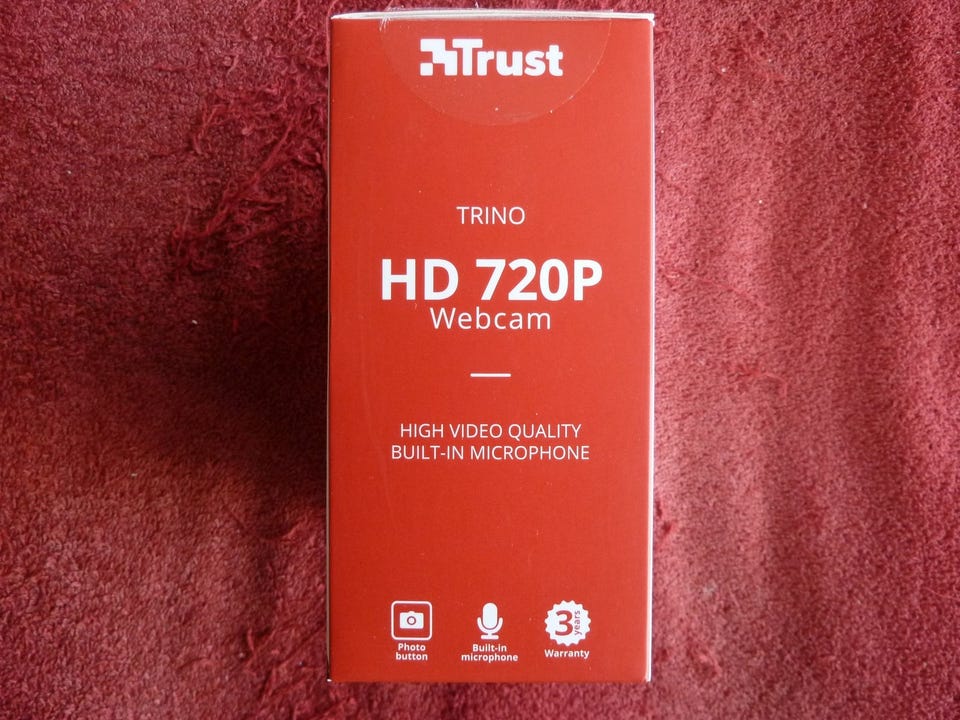 Trust
TRINO
HD 720P
Webcam
HIGH VIDEO QUALITY
BUILT-IN MICROPHONE
Photo
button
Built-in
microphone
3 years
Warranty